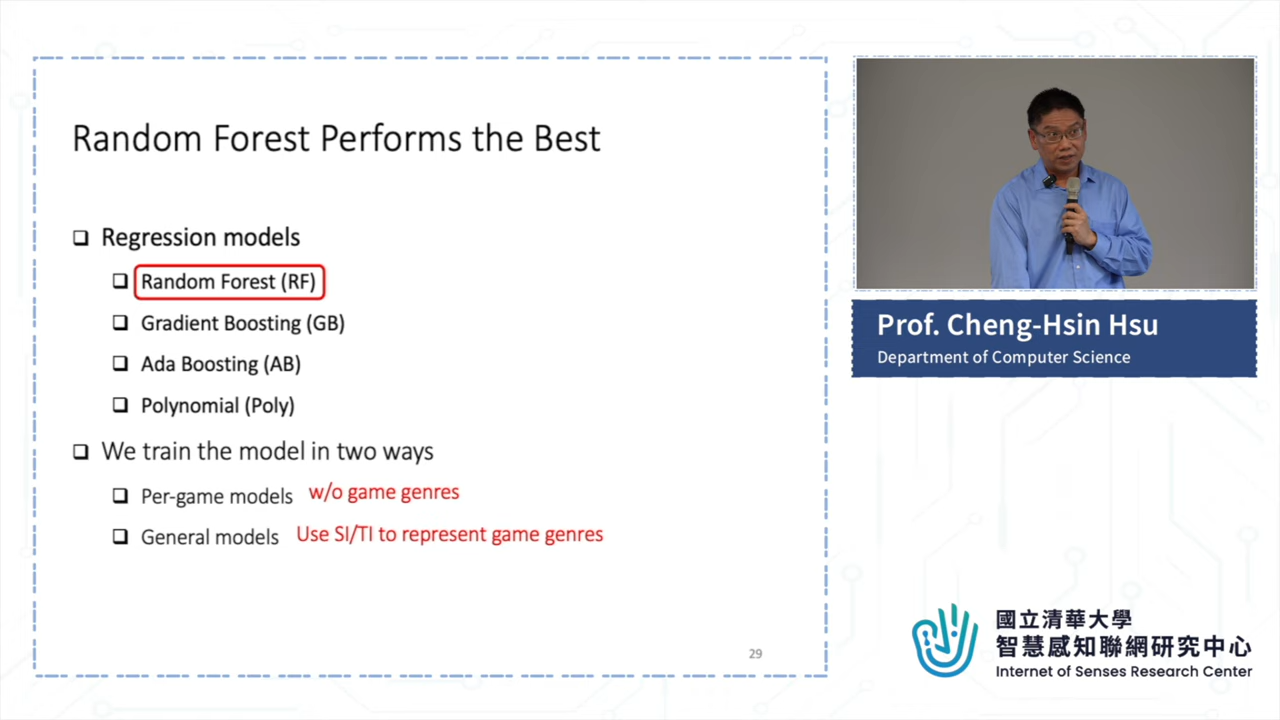 Random Forest Performs the Best
Regression models
Random Forest (RF)
Gradient Boosting (GB)
Ada Boosting (AB)
Polynomial (Poly)
We train the model in two ways
Per-game models w/o game genres
General models Use SI/TI to represent game genres
29
Prof. Cheng-Hsin Hsu
Department of Computer Science
國立清華大學
智慧感知聯網研究中心
Internet of Senses Research Center